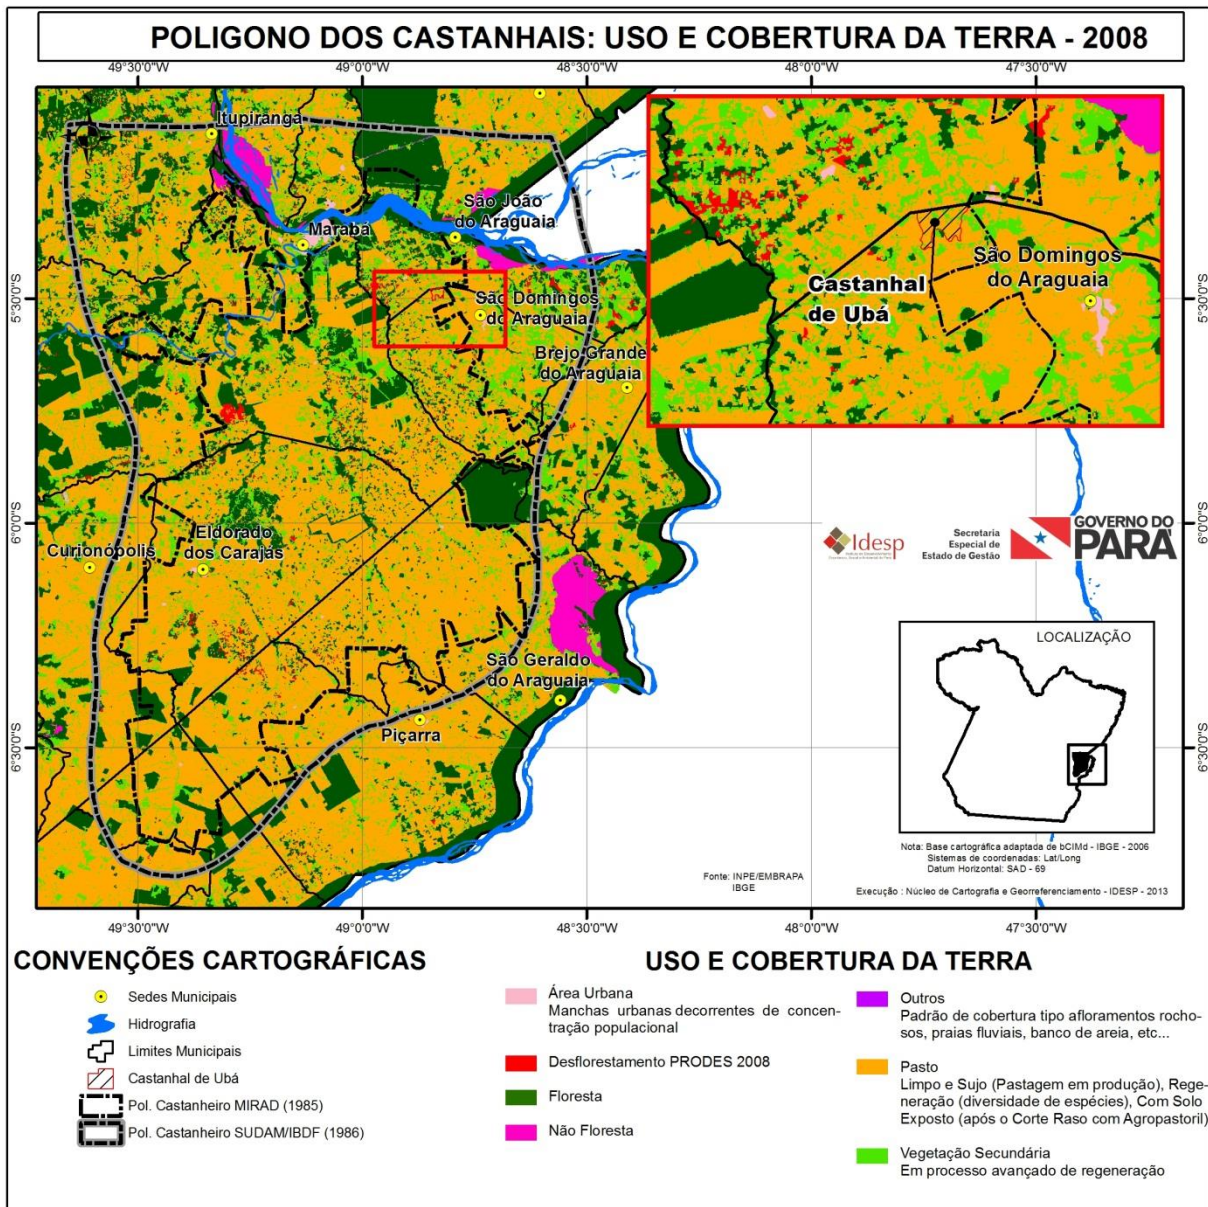 POLIGONO DOS CASTANHAIS: USO E COBERTURA DA TERRA - 2008
49°30'0"W
49°0'0"W
48°30'0"W
48°0'0"W
47°30'0"W
Itupiranga
Marabá
São João
do Araguaia
São Domingos
do Araguaia
Brejo Grande
do Araguaia
Castanhal
de Ubá
São Domingos
do Araguaia
5°30'0"S
5°30'0"S
6°0'0"S
6°0'0"S
6°30'0"S
6°30'0"S
Curionópolis
Eldorado
dos Carajás
São Geraldo
do Araguaia
Piçarra
Idesp
Secretaria
Especial de
Estado de Gestão
GOVERNO DO
PARÁ
LOCALIZAÇÃO
Nota: Base cartográfica adaptada de bCIMd - IBGE - 2006
Sistemas de coordenadas: Lat/Long
Datum Horizontal: SAD - 69
Fonte: INPE/EMBRAPA
IBGE
Execução : Núcleo de Cartografia e Georreferenciamento - IDESP - 2013
49°30'0"W
49°0'0"W
48°30'0"W
48°0'0"W
47°30'0"W
CONVENÇÕES CARTOGRÁFICAS
Sedes Municipais
Hidrografia
Limites Municipais
Castanhal de Ubá
Pol. Castanheiro MIRAD (1985)
Pol. Castanheiro SUDAM/IBDF (1986)
USO E COBERTURA DA TERRA
Área Urbana
Manchas urbanas decorrentes de concen-
tração populacional
Desflorestamento PRODES 2008
Floresta
Não Floresta
Outros
Padrão de cobertura tipo afloramentos rocho-
sos, praias fluviais, banco de areia, etc...
Pasto
Limpo e Sujo (Pastagem em produção), Rege-
neração (diversidade de espécies), Com Solo
Exposto (após o Corte Raso com Agropastoril)
Vegetação Secundária
Em processo avançado de regeneração